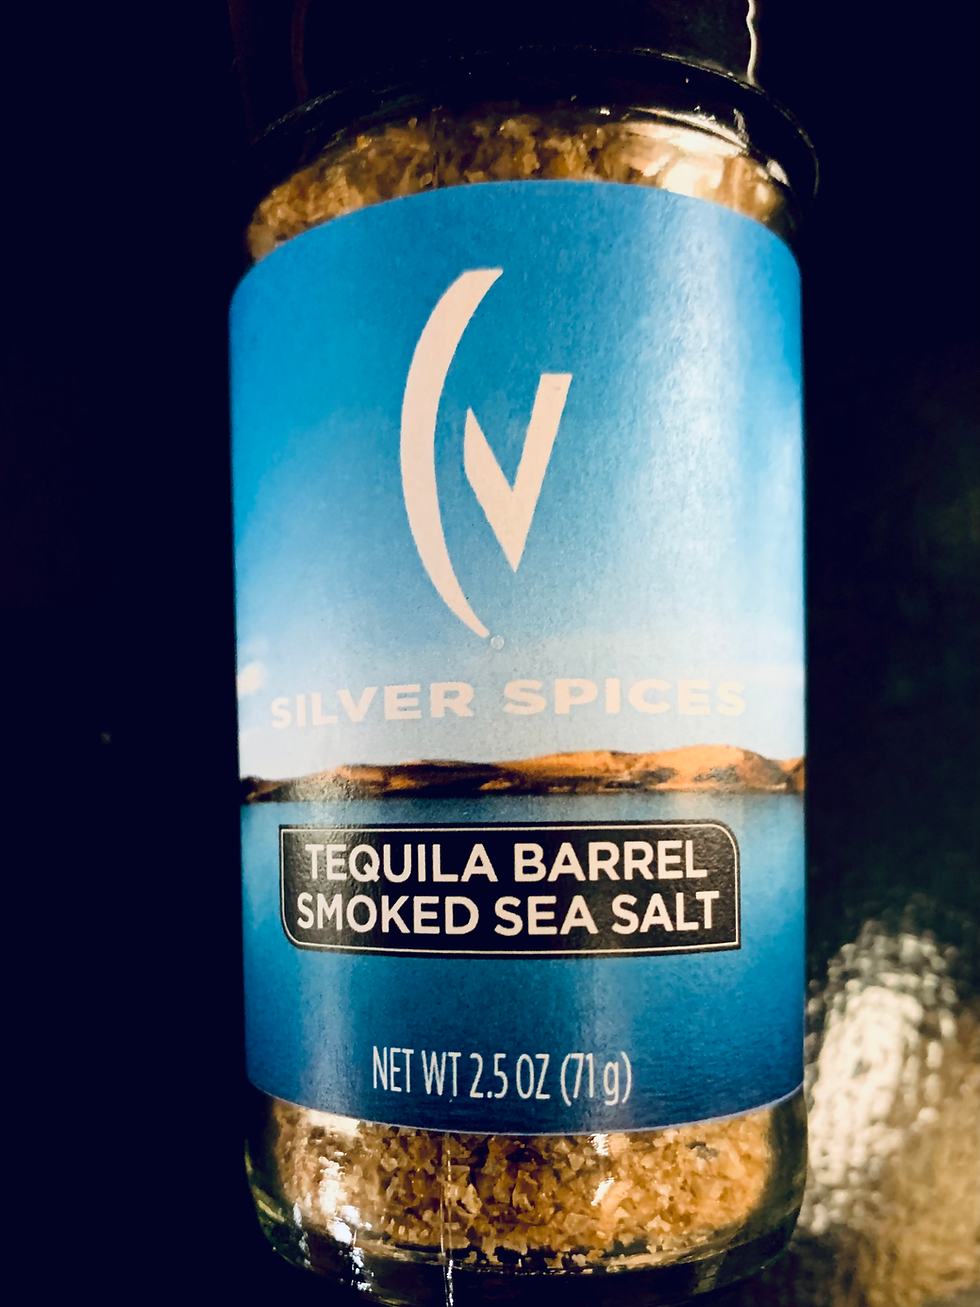 SILVER SPICES
TEQUILA BARREL
SMOKED SEA SALT
NET WT 2.5 OZ (71 g)